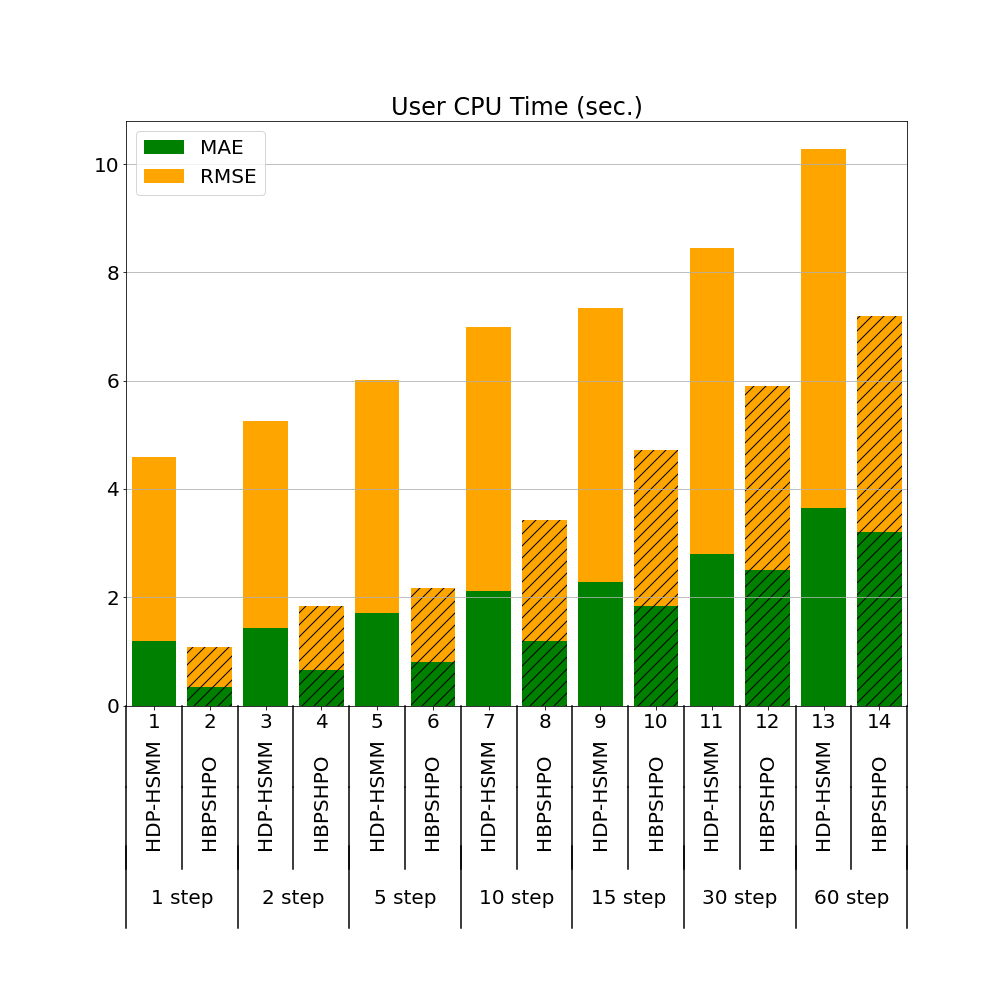 User CPU Time (sec.)
MAE
RMSE
10
8
6
4
2
0
1 2 3 4 5 6 7 8 9 10 11 12 13 14
HDP-HSMM HBPSHPO HDP-HSMM HBPSHPO HDP-HSMM HBPSHPO HDP-HSMM HBPSHPO HDP-HSMM HBPSHPO HDP-HSMM HBPSHPO HDP-HSMM HBPSHPO
1 step 2 step 5 step 10 step 15 step 30 step 60 step